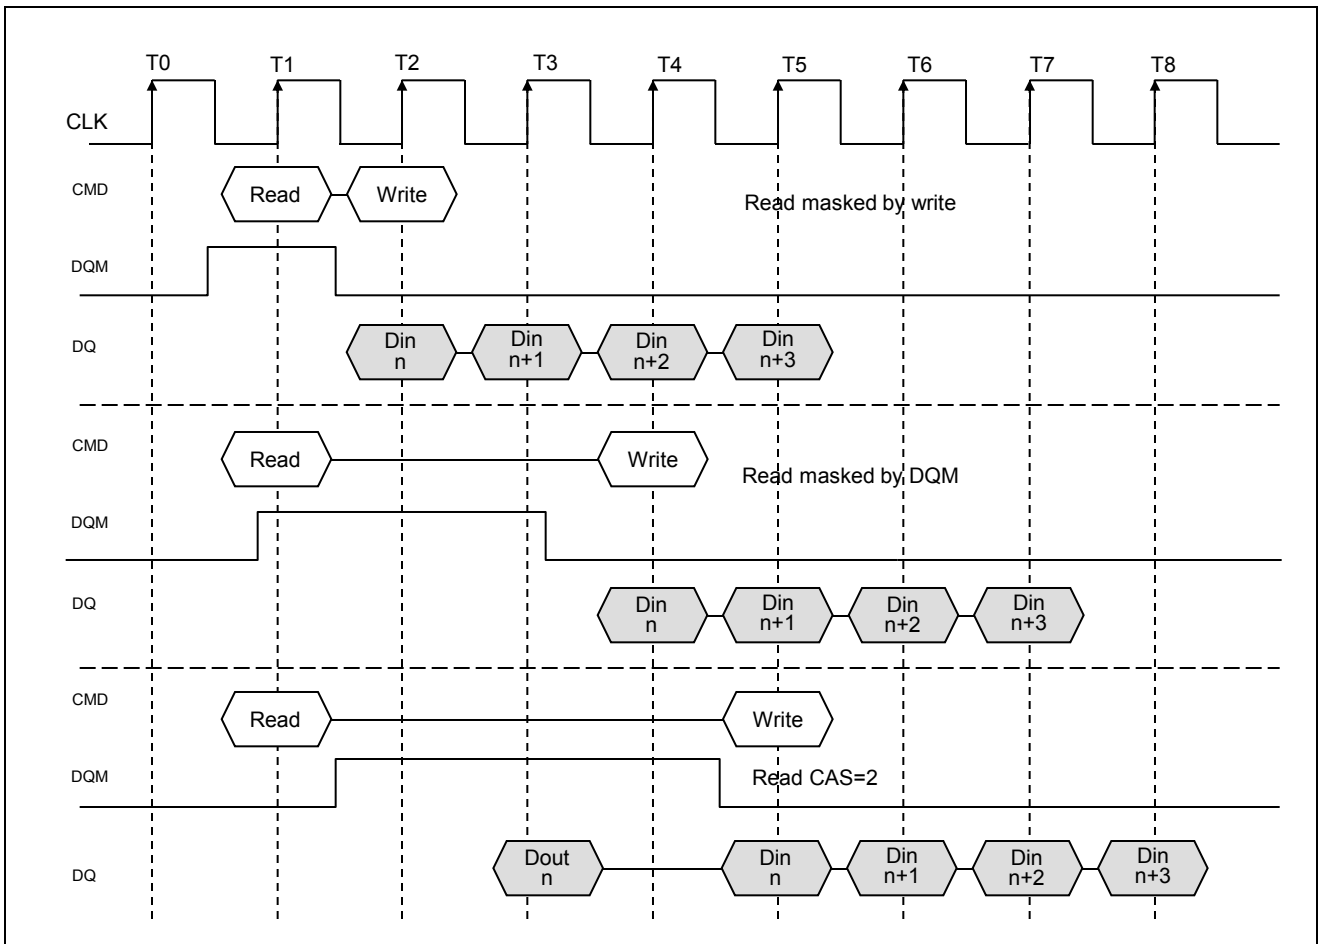 T0 T1 T2 T3 T4 T5 T6 T7 T8
CLK
CMD Read Write Read masked by write
DQM
DQ Din n Din n+1 Din n+2 Din n+3
CMD Read Write
Read masked by DQM
DQM
DQ Din n Din n+1 Din n+2 Din n+3
CMD Read Write
DQM Read CAS=2
DQ Dout n Din n Din n+1 Din n+2 Din n+3